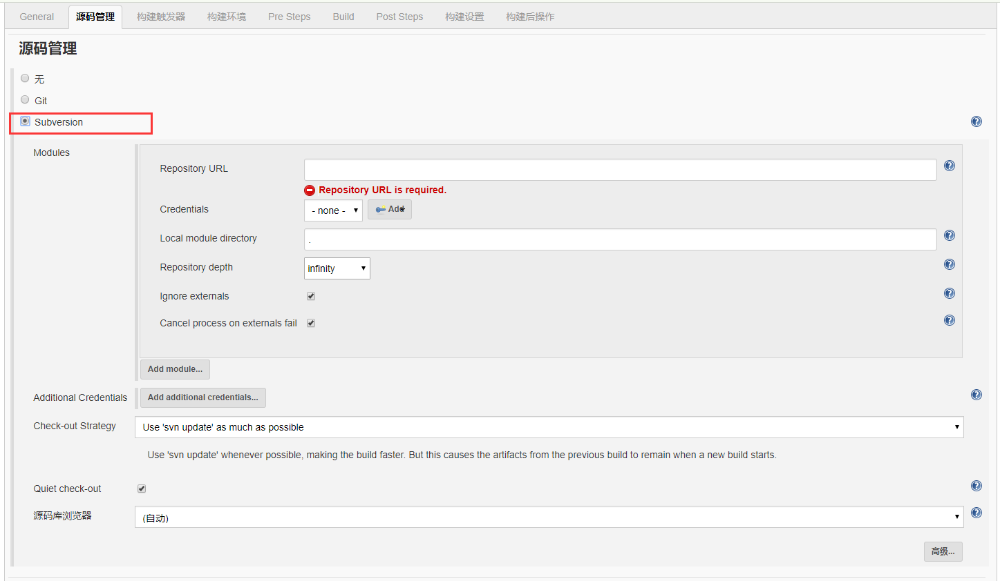 General 源码管理 构建触发器 构建环境 Pre Steps Build Post Steps 构建设置 构建后操作
源码管理
无
Git
Subversion
Modules
Repository URL
Repository URL is required.
Credentials - none - Add
Local module directory .
Repository depth infinity
Ignore externals
Cancel process on externals fail
Add module...
Additional Credentials Add additional credentials...
Check-out Strategy Use 'svn update' as much as possible
Use 'svn update' whenever possible, making the build faster. But this causes the artifacts from the previous build to remain when a new build starts.
Quiet check-out
源码库浏览器 (自动)
高级...